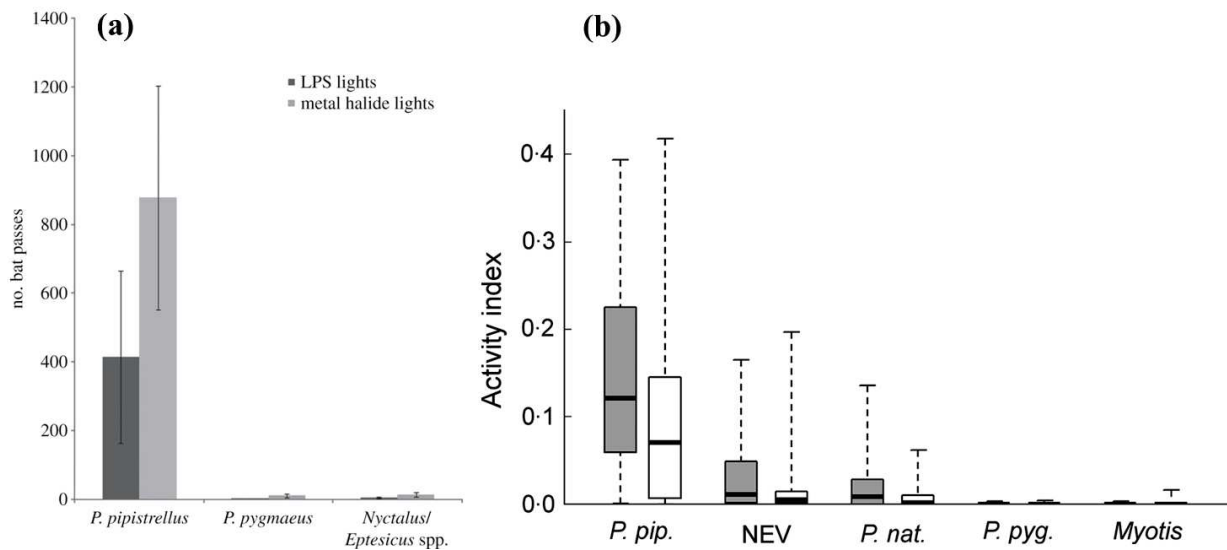 (a)
1400
1200
1000
800
600
400
200
0
no. bat passes
LPS lights
metal halide lights
P. pipistrellus
P. pygmaeus
Nyctalus/
Eptesicus spp.
(b)
0·4
0·3
0·2
0·1
0·0
Activity index
P. pip.
NEV
P. nat.
P. pyg.
Myotis